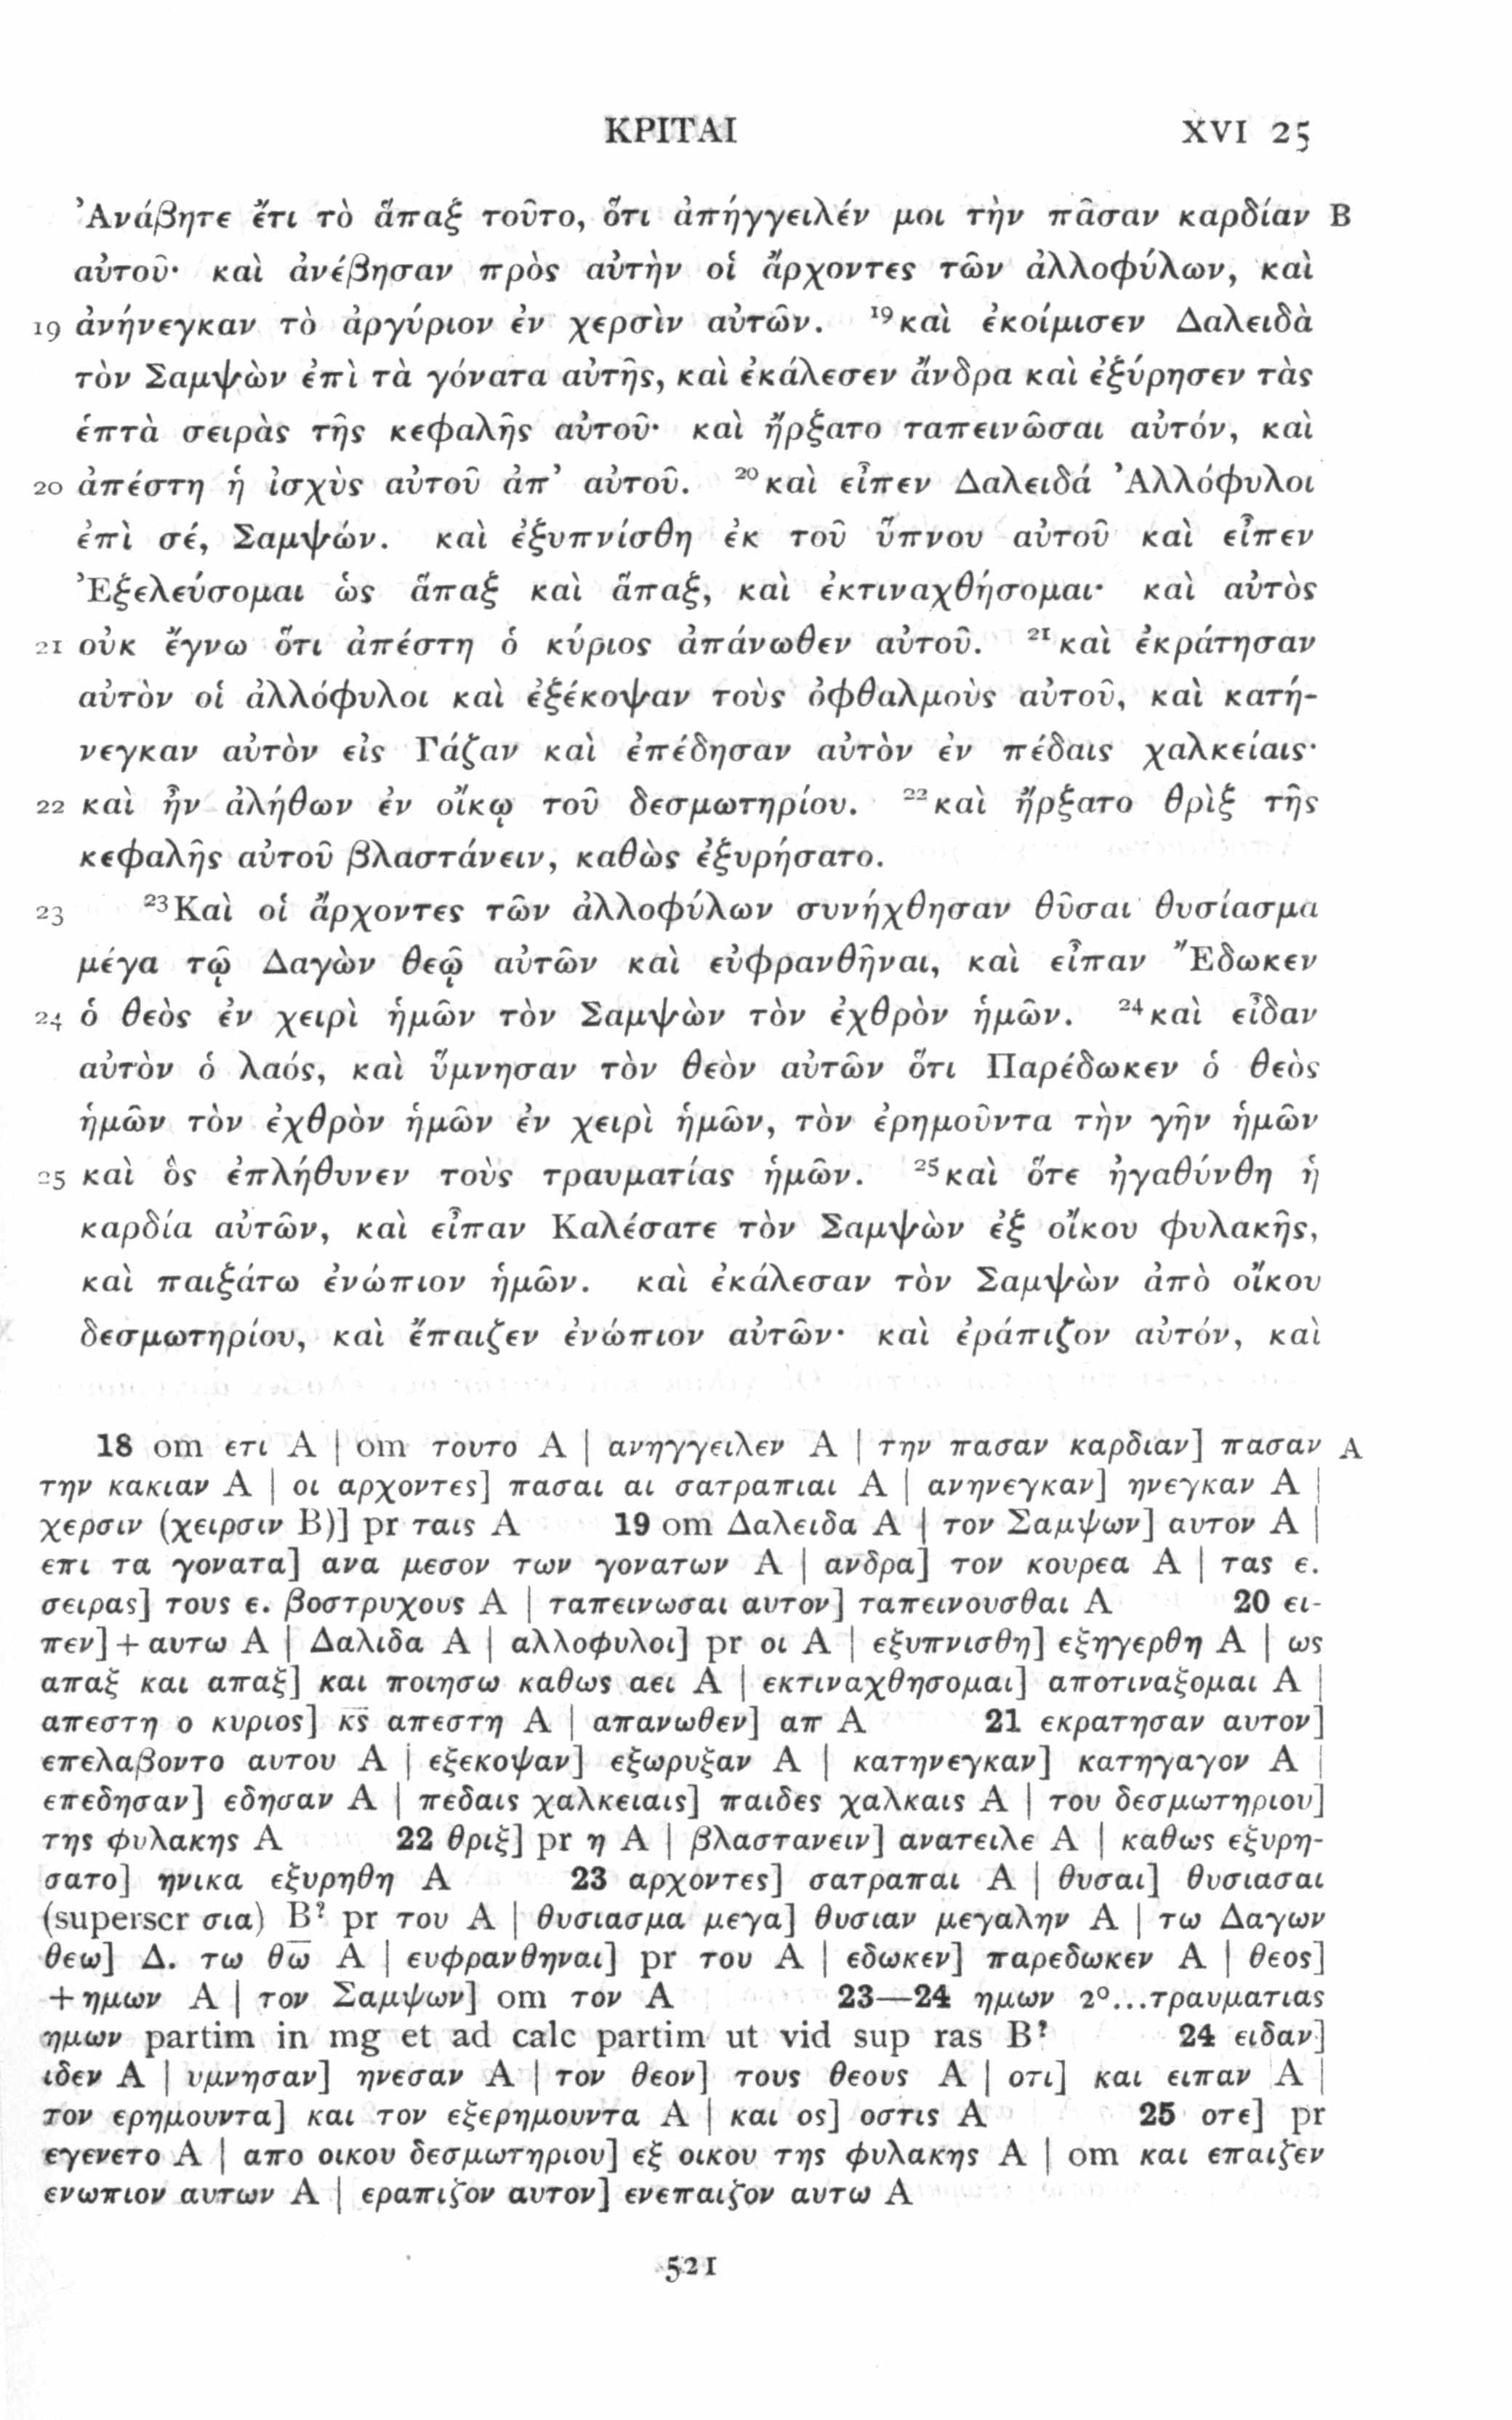 ΚΡΙΤΑΙ XVI 25
Ἀνάβητε ἔτι τὸ ἅπαξ τοῦτο, ὅτι ἀπήγγειλέν μοι τὴν πᾶσαν καρδίαν B
αὐτοῦ· καὶ ἀνέβησαν πρὸς αὐτὴν οἱ ἄρχοντες τῶν ἀλλοφύλων, καὶ
19 ἀνήνεγκαν τὸ ἀργύριον ἐν χερσὶν αὐτῶν. ¹⁹καὶ ἐκοίμισεν Δαλειδὰ
τὸν Σαμψὼν ἐπὶ τὰ γόνατα αὐτῆς, καὶ ἐκάλεσεν ἄνδρα καὶ ἐξύρησεν τὰς
ἑπτὰ σειρὰς τῆς κεφαλῆς αὐτοῦ· καὶ ἤρξατο ταπεινῶσαι αὐτόν, καὶ
20 ἀπέστη ἡ ἰσχὺς αὐτοῦ ἀπ’ αὐτοῦ. ²⁰καὶ εἶπεν Δαλειδά Ἀλλόφυλοι
ἐπὶ σέ, Σαμψών. καὶ ἐξυπνίσθη ἐκ τοῦ ὕπνου αὐτοῦ καὶ εἶπεν
Ἐξελεύσομαι ὡς ἅπαξ καὶ ἅπαξ, καὶ ἐκτιναχθήσομαι· καὶ αὐτὸς
21 οὐκ ἔγνω ὅτι ἀπέστη ὁ κύριος ἀπάνωθεν αὐτοῦ. ²¹καὶ ἐκράτησαν
αὐτὸν οἱ ἀλλόφυλοι καὶ ἐξέκοψαν τοὺς ὀφθαλμοὺς αὐτοῦ, καὶ κατή-
νεγκαν αὐτὸν εἰς Γάζαν καὶ ἐπέδησαν αὐτὸν ἐν πέδαις χαλκείαις·
22 καὶ ἦν ἀλήθων ἐν οἴκῳ τοῦ δεσμωτηρίου. ²²καὶ ἤρξατο θρὶξ τῆς
κεφαλῆς αὐτοῦ βλαστάνειν, καθὼς ἐξυρήσατο.
23 ²³Καὶ οἱ ἄρχοντες τῶν ἀλλοφύλων συνήχθησαν θῦσαι θυσίασμα
μέγα τῷ Δαγὼν θεῷ αὐτῶν καὶ εὐφρανθῆναι, καὶ εἶπαν Ἔδωκεν
24 ὁ θεὸς ἐν χειρὶ ἡμῶν τὸν Σαμψὼν τὸν ἐχθρὸν ἡμῶν. ²⁴καὶ εἶδαν
αὐτὸν ὁ λαός, καὶ ὕμνησαν τὸν θεὸν αὐτῶν ὅτι Παρέδωκεν ὁ θεὸς
ἡμῶν τὸν ἐχθρὸν ἡμῶν ἐν χειρὶ ἡμῶν, τὸν ἐρημοῦντα τὴν γῆν ἡμῶν
25 καὶ ὃς ἐπλήθυνεν τοὺς τραυματίας ἡμῶν. ²⁵καὶ ὅτε ἠγαθύνθη ἡ
καρδία αὐτῶν, καὶ εἶπαν Καλέσατε τὸν Σαμψὼν ἐξ οἴκου φυλακῆς,
καὶ παιξάτω ἐνώπιον ἡμῶν. καὶ ἐκάλεσαν τὸν Σαμψὼν ἀπὸ οἴκου
δεσμωτηρίου, καὶ ἔπαιζεν ἐνώπιον αὐτῶν· καὶ ἐράπιζον αὐτόν, καὶ
18 om ετι A | om τουτο A | ανηγγειλεν A | την πασαν καρδιαν] πασαν A
την κακιαν A | οι αρχοντες] πασαι αι σατραπιαι A | ανηνεγκαν] ηνεγκαν A |
χερσιν (χειρσιν B)] pr ταις A 19 om Δαλειδα A | τον Σαμψων] αυτον A |
επι τα γονατα] ανα μεσον των γονατων A | ανδρα] τον κουρεα A | τας ε.
σειρας] τους ε. βοστρυχους A | ταπεινωσαι αυτον] ταπεινουσθαι A 20 ει-
πεν] + αυτω A | Δαλιδα A | αλλοφυλοι] pr οι A | εξυπνισθη] εξηγερθη A | ως
απαξ και απαξ] και ποιησω καθως αει A | εκτιναχθησομαι] αποτιναξομαι A |
απεστη ο κυριος] κ̅ς̅ απεστη A | απανωθεν] απ A 21 εκρατησαν αυτον]
επελαβοντο αυτου A | εξεκοψαν] εξωρυξαν A | κατηνεγκαν] κατηγαγον A |
επεδησαν] εδησαν A | πεδαις χαλκειαις] παιδες χαλκαις A | του δεσμωτηριου]
της φυλακης A 22 θριξ] pr η A | βλαστανειν] ανατειλε A | καθως εξυρη-
σατο] ηνικα εξυρηθη A 23 αρχοντες] σατραπαι A | θυσαι] θυσιασαι
(superscr σια) B? pr του A | θυσιασμα μεγα] θυσιαν μεγαλην A | τω Δαγων
θεω] Δ. τω θ̅ω̅ A | ευφρανθηναι] pr του A | εδωκεν] παρεδωκεν A | θεος]
+ ημων A | τον Σαμψων] om τον A 23—24 ημων 2°...τραυματιας
ημων partim in mg et ad calc partim ut vid sup ras B? 24 ειδαν]
ιδεν A | υμνησαν] ηνεσαν A | τον θεον] τους θεους A | οτι] και ειπαν A |
τον ερημουντα] και τον εξερημουντα A | και ος] οστις A 25 οτε] pr
εγενετο A | απο οικου δεσμωτηριου] εξ οικου της φυλακης A | om και επαιζεν
ενωπιον αυτων A | εραπιζον αυτον] ενεπαιζον αυτω A
521